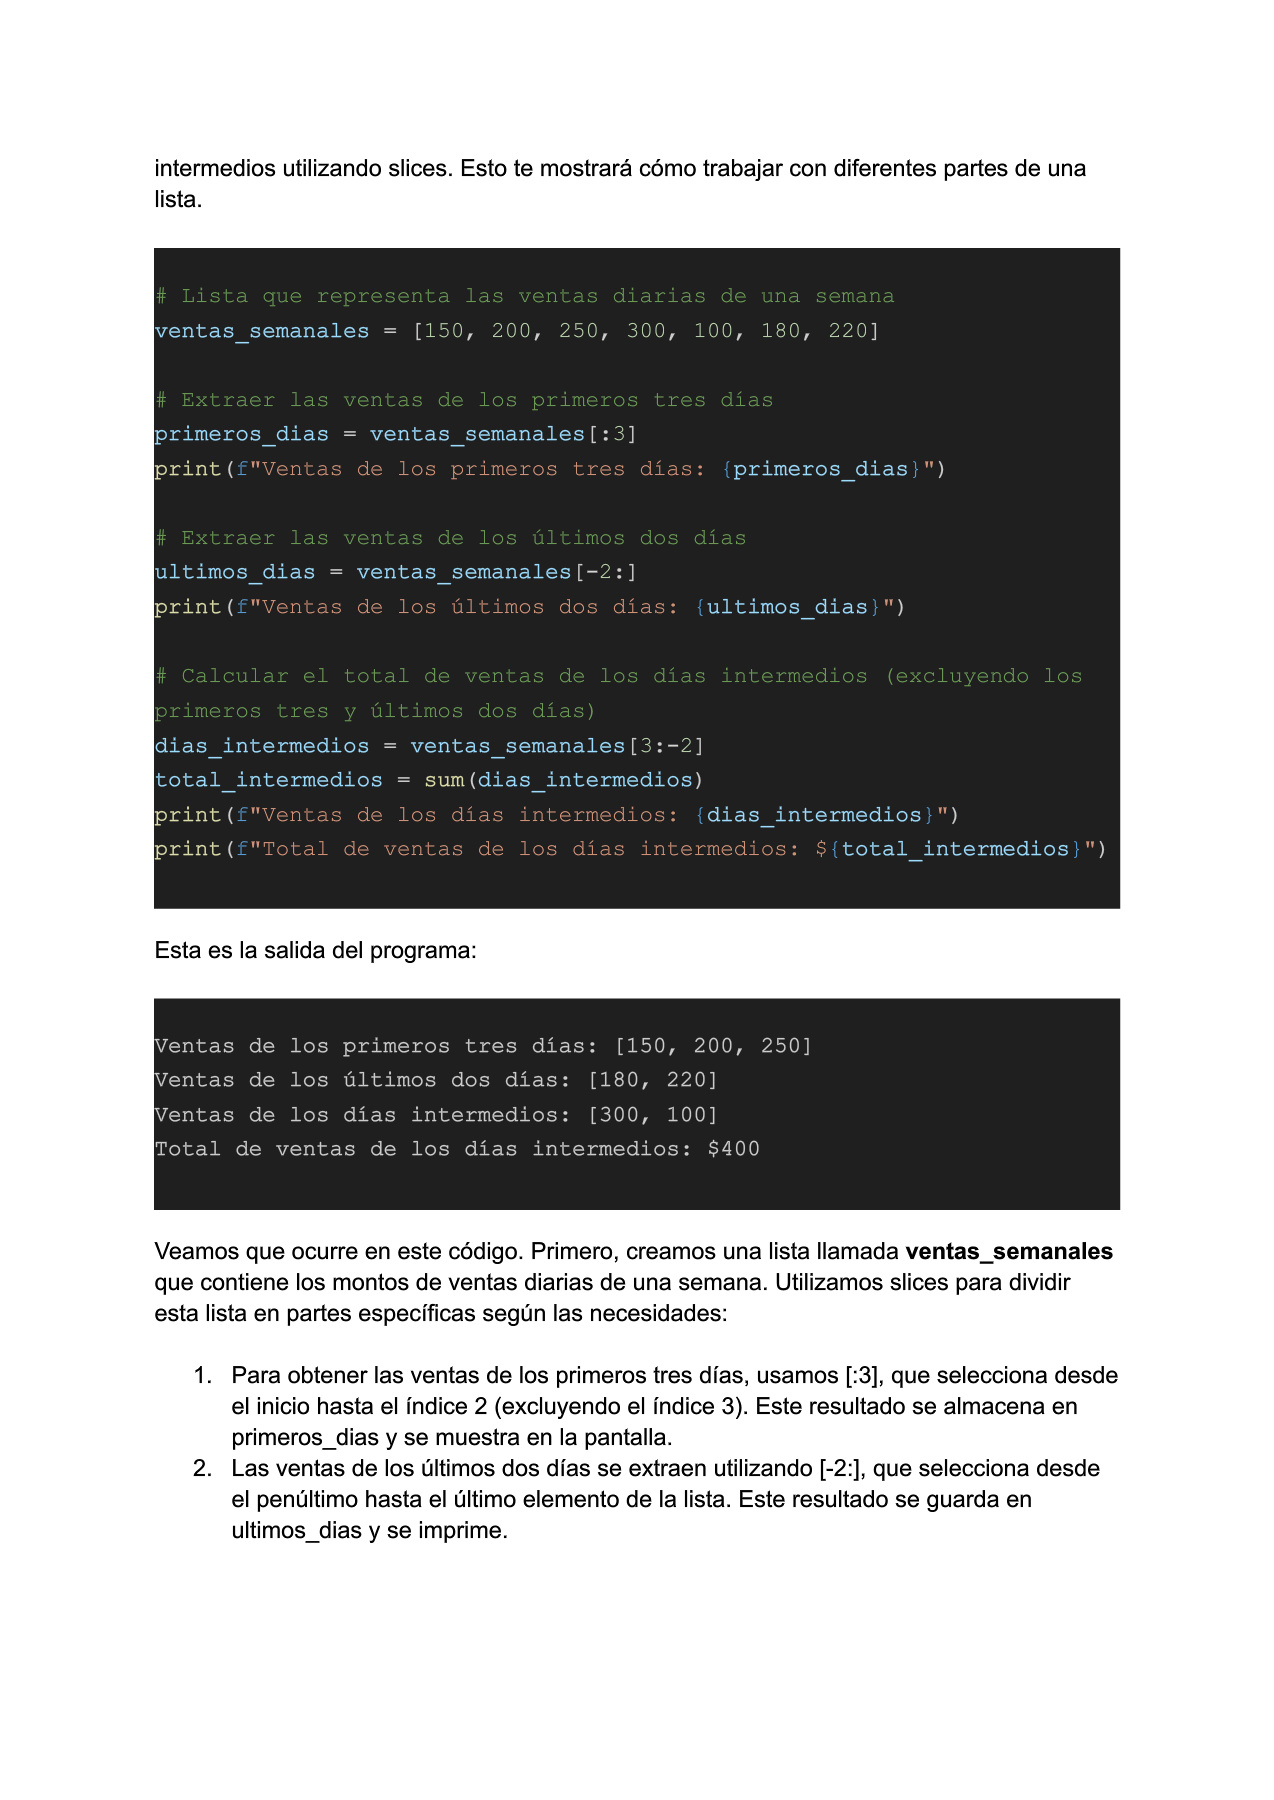 intermedios utilizando slices. Esto te mostrará cómo trabajar con diferentes partes de una
lista.
# Lista que representa las ventas diarias de una semana
ventas_semanales = [150, 200, 250, 300, 100, 180, 220]
# Extraer las ventas de los primeros tres días
primeros_dias = ventas_semanales[:3]
print(f"Ventas de los primeros tres días: {primeros_dias}")
# Extraer las ventas de los últimos dos días
ultimos_dias = ventas_semanales[-2:]
print(f"Ventas de los últimos dos días: {ultimos_dias}")
# Calcular el total de ventas de los días intermedios (excluyendo los
primeros tres y últimos dos días)
dias_intermedios = ventas_semanales[3:-2]
total_intermedios = sum(dias_intermedios)
print(f"Ventas de los días intermedios: {dias_intermedios}")
print(f"Total de ventas de los días intermedios: ${total_intermedios}")
Esta es la salida del programa:
Ventas de los primeros tres días: [150, 200, 250]
Ventas de los últimos dos días: [180, 220]
Ventas de los días intermedios: [300, 100]
Total de ventas de los días intermedios: $400
Veamos que ocurre en este código. Primero, creamos una lista llamada ventas_semanales
que contiene los montos de ventas diarias de una semana. Utilizamos slices para dividir
esta lista en partes específicas según las necesidades:
1. Para obtener las ventas de los primeros tres días, usamos [:3], que selecciona desde
el inicio hasta el índice 2 (excluyendo el índice 3). Este resultado se almacena en
primeros_dias y se muestra en la pantalla.
2. Las ventas de los últimos dos días se extraen utilizando [-2:], que selecciona desde
el penúltimo hasta el último elemento de la lista. Este resultado se guarda en
ultimos_dias y se imprime.